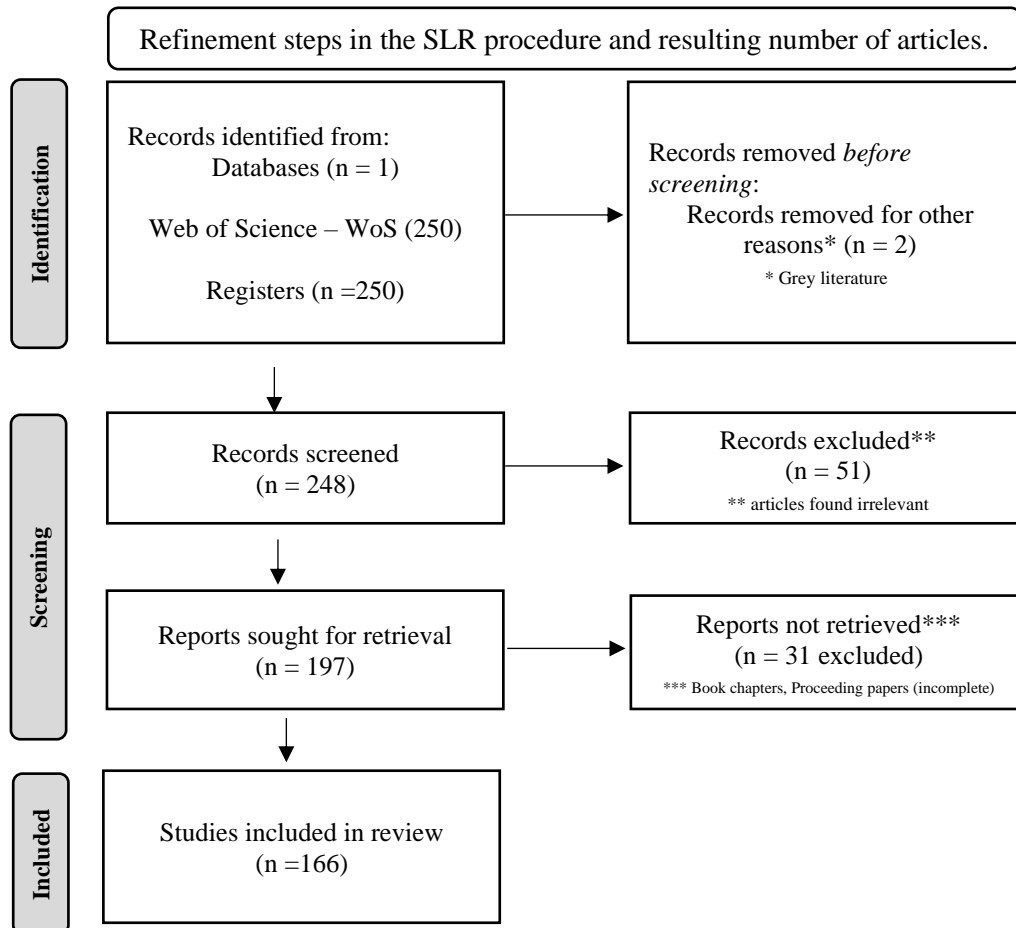 Refinement steps in the SLR procedure and resulting number of articles.
Identification
Records identified from:
Databases (n = 1)
Web of Science – WoS (250)
Registers (n =250)
Records removed before
screening:
Records removed for other
reasons* (n = 2)
* Grey literature
Screening
Records screened
(n = 248)
Records excluded**
(n = 51)
** articles found irrelevant
Reports sought for retrieval
(n = 197)
Reports not retrieved***
(n = 31 excluded)
*** Book chapters, Proceeding papers (incomplete)
Included
Studies included in review
(n =166)